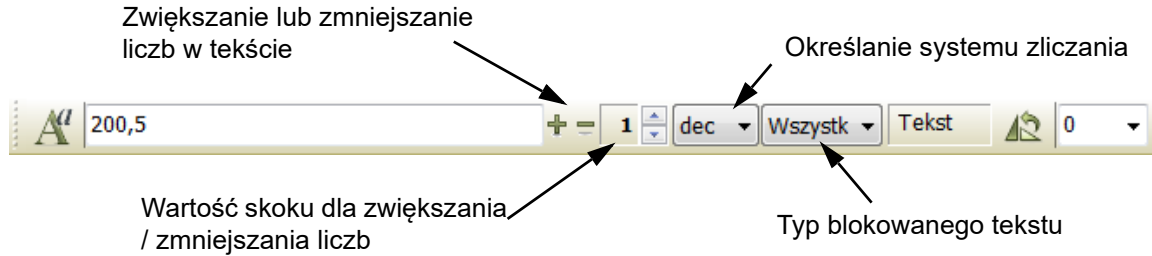 Zwiększanie lub zmniejszanie
liczb w tekście
Określanie systemu zliczania
200,5 1 dec Wszystk Tekst 0
Wartość skoku dla zwiększania
/ zmniejszania liczb
Typ blokowanego tekstu